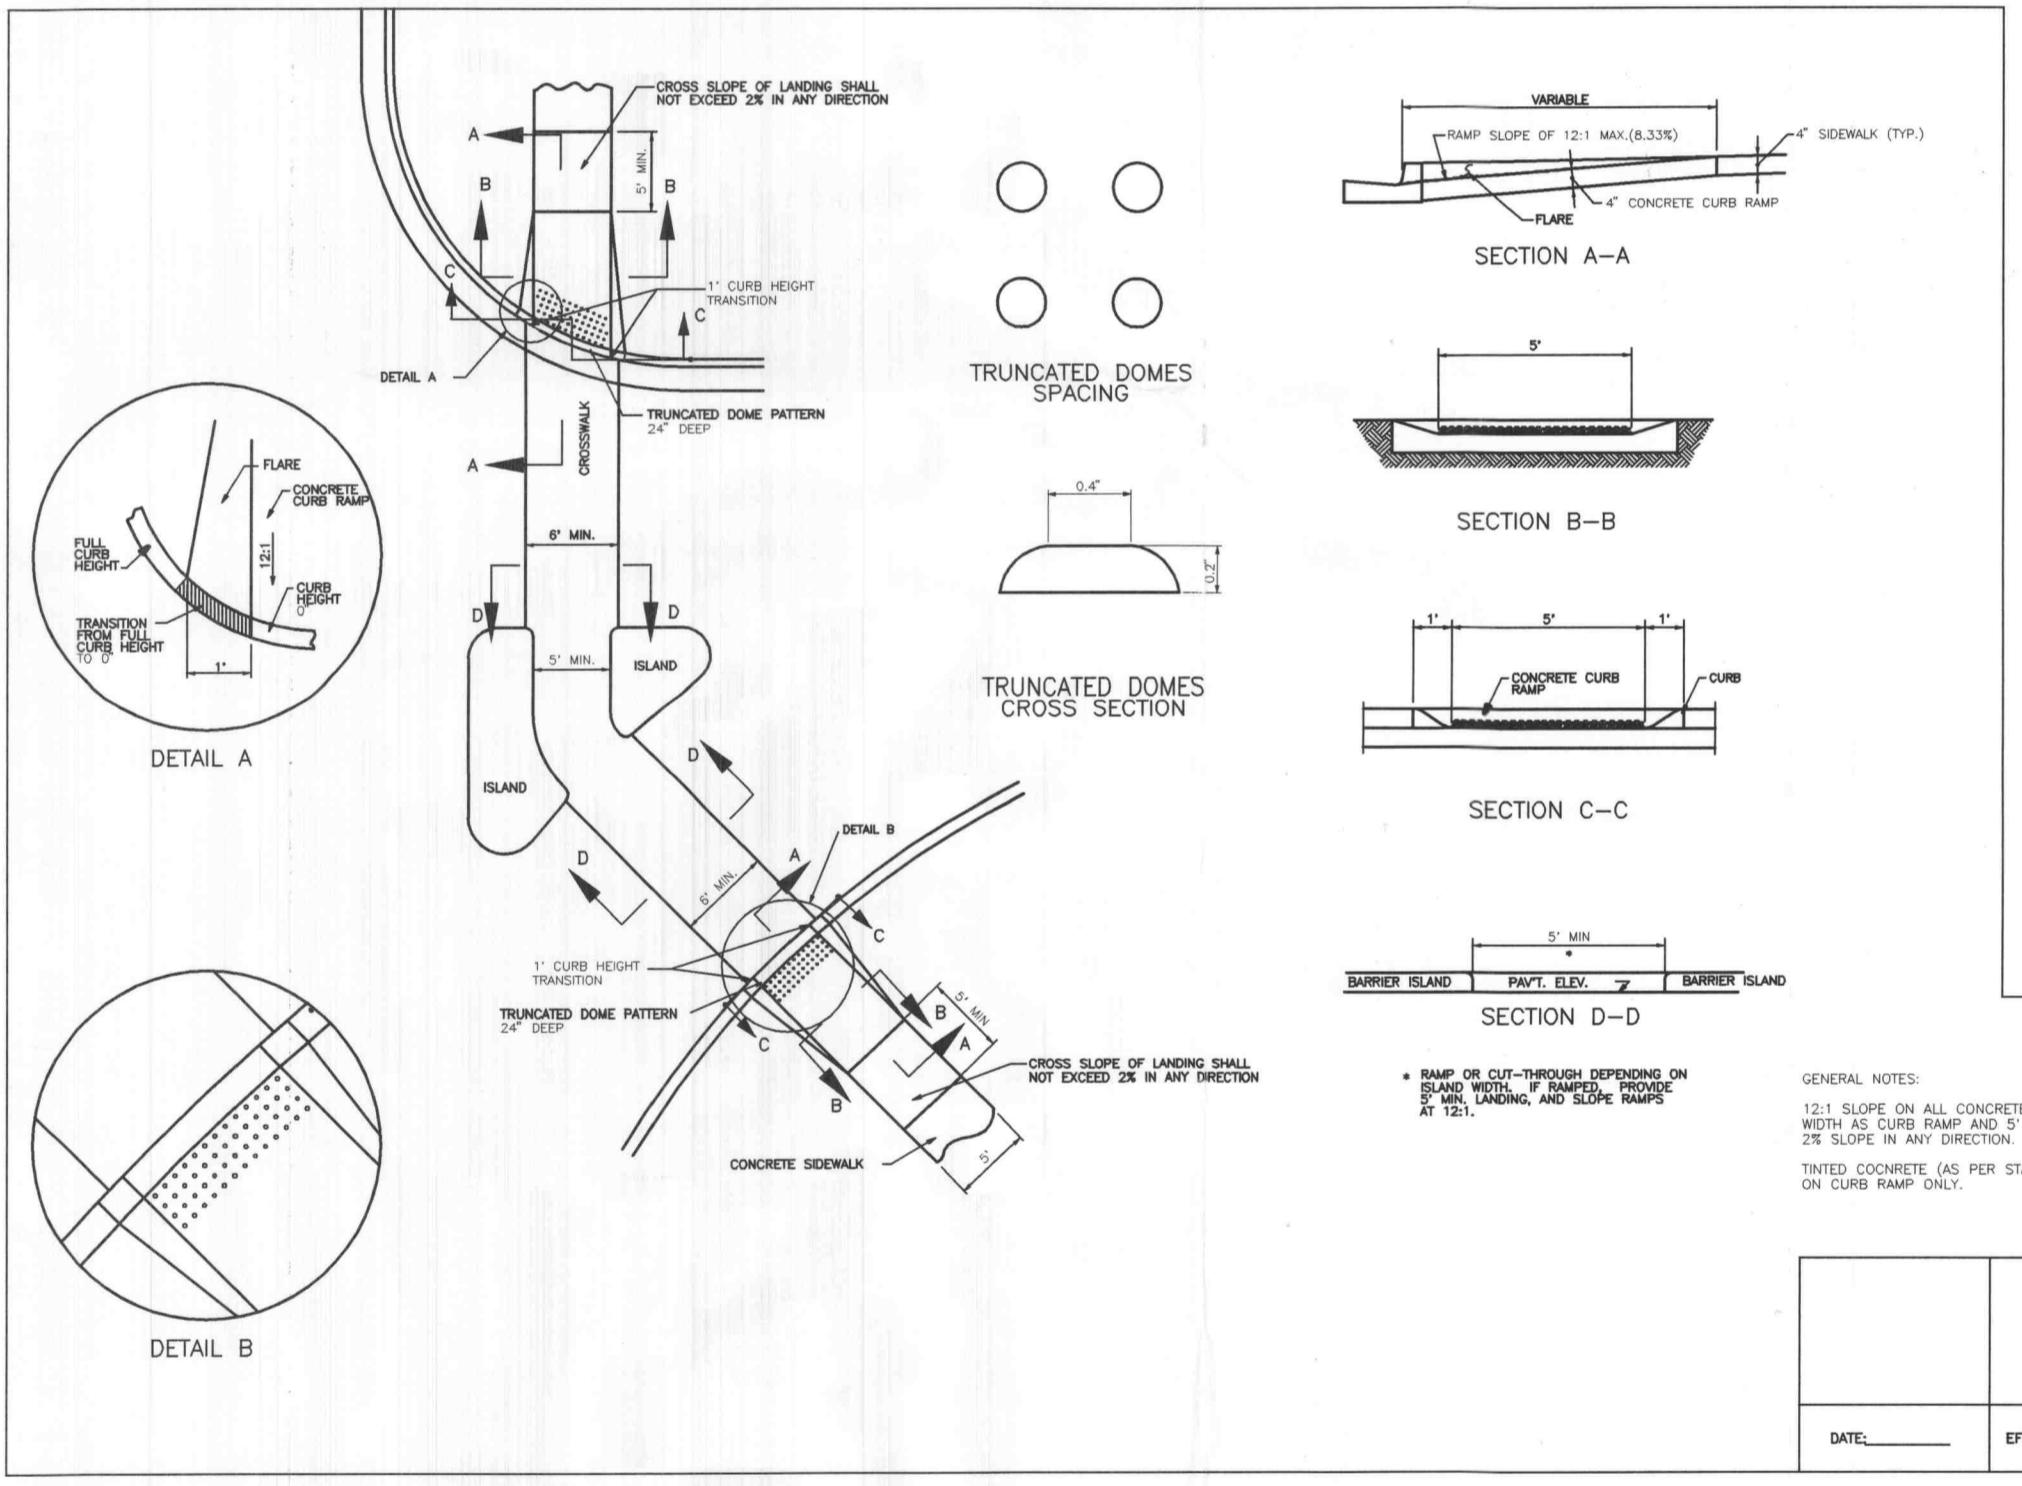 CROSS SLOPE OF LANDING SHALL
NOT EXCEED 2% IN ANY DIRECTION
A
5' MIN.
B
B
C
1' CURB HEIGHT
TRANSITION
C
DETAIL A
TRUNCATED DOME PATTERN
24" DEEP
CROSSWALK
A
6' MIN.
D
D
5' MIN.
ISLAND
ISLAND
D
D
DETAIL B
A
6' MIN.
C
1' CURB HEIGHT
TRANSITION
TRUNCATED DOME PATTERN
24" DEEP
C
B
5' MIN
A
B
CROSS SLOPE OF LANDING SHALL
NOT EXCEED 2% IN ANY DIRECTION
CONCRETE SIDEWALK
5'
FLARE
CONCRETE
CURB RAMP
FULL
CURB
HEIGHT
12:1
CURB
HEIGHT
0"
TRANSITION
FROM FULL
CURB HEIGHT
TO 0"
1'
DETAIL A
DETAIL B
TRUNCATED DOMES
SPACING
0.4"
0.2"
TRUNCATED DOMES
CROSS SECTION
VARIABLE
RAMP SLOPE OF 12:1 MAX.(8.33%)
4" SIDEWALK (TYP.)
4" CONCRETE CURB RAMP
FLARE
SECTION A-A
5'
SECTION B-B
1'
5'
1'
CONCRETE CURB
RAMP
CURB
SECTION C-C
5' MIN
*
BARRIER ISLAND
PAV'T. ELEV.
BARRIER ISLAND
SECTION D-D
* RAMP OR CUT-THROUGH DEPENDING ON
ISLAND WIDTH. IF RAMPED, PROVIDE
5' MIN. LANDING, AND SLOPE RAMPS
AT 12:1.
GENERAL NOTES:
12:1 SLOPE ON ALL CONCRETE
WIDTH AS CURB RAMP AND 5'
2% SLOPE IN ANY DIRECTION.
TINTED COCNRETE (AS PER STA
ON CURB RAMP ONLY.
DATE:
EF